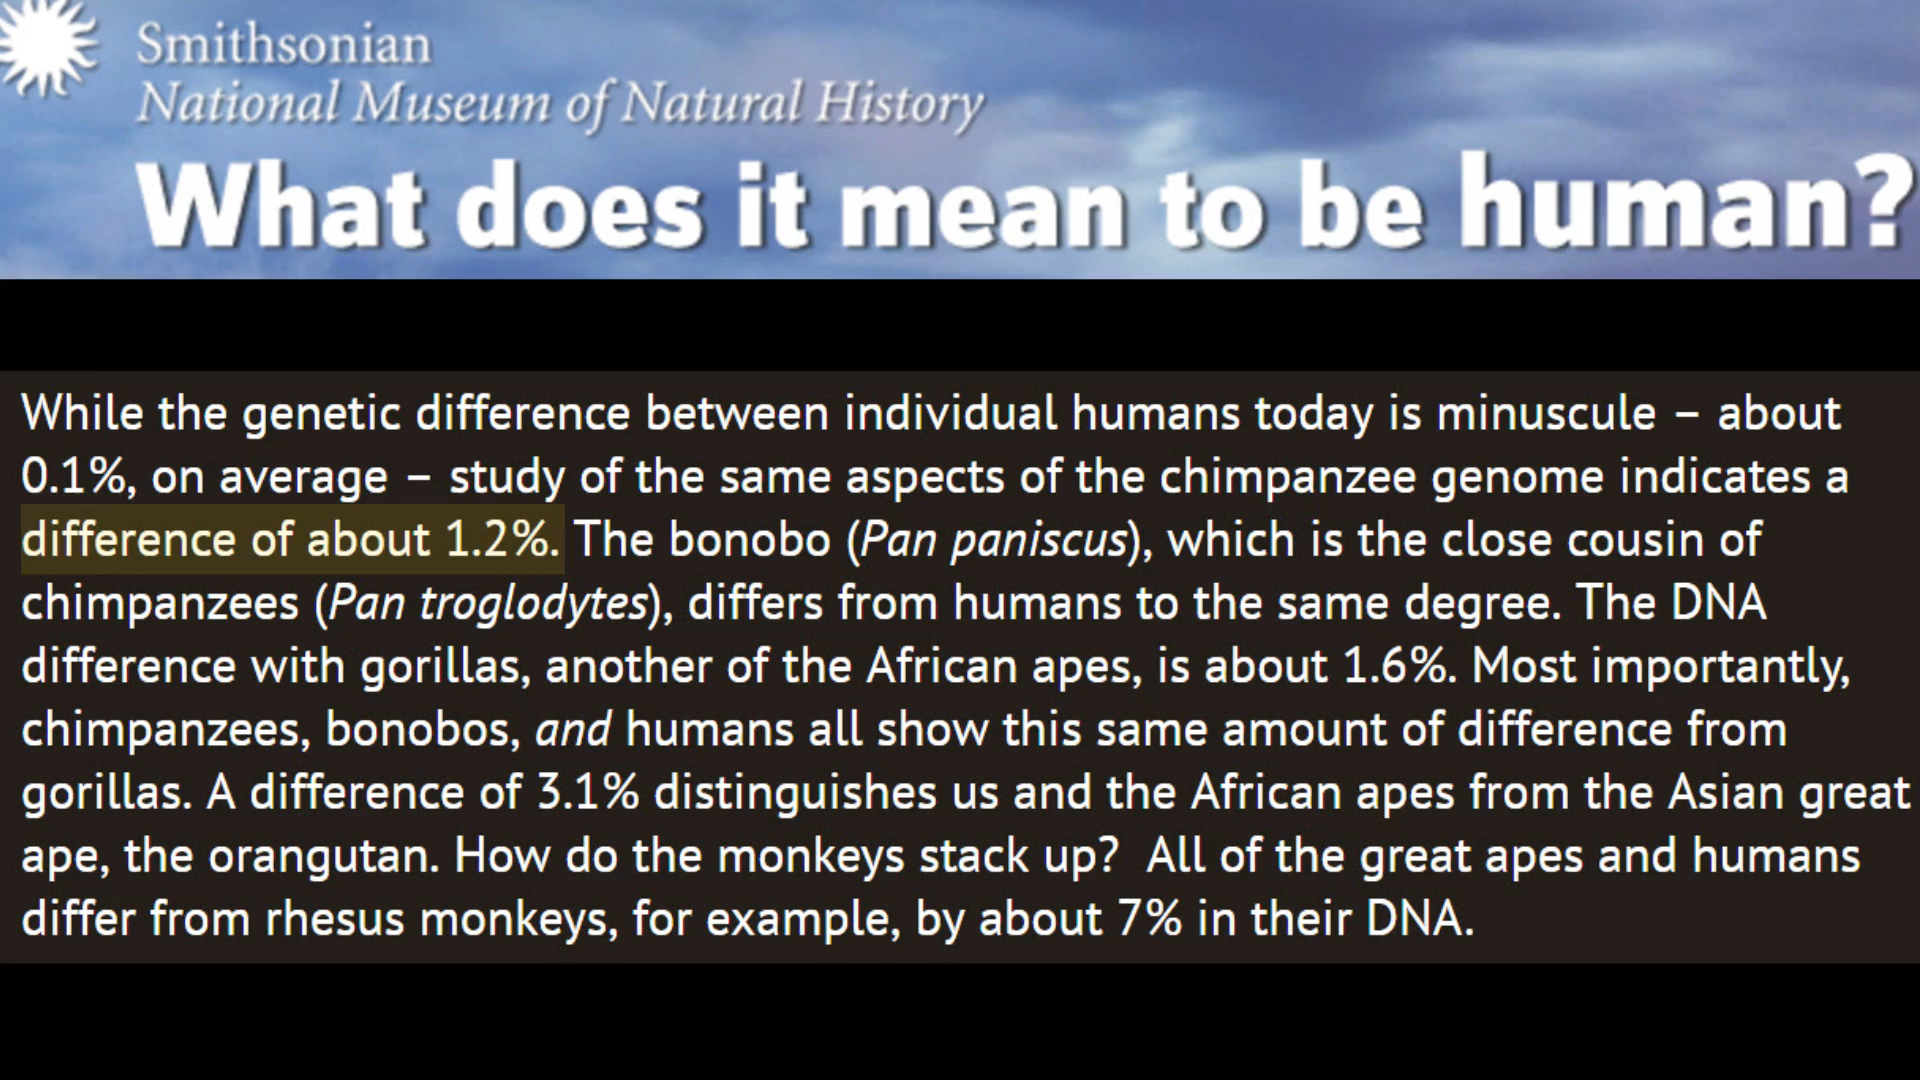 Smithsonian
National Museum of Natural History
What does it mean to be human?
While the genetic difference between individual humans today is minuscule – about
0.1%, on average – study of the same aspects of the chimpanzee genome indicates a
difference of about 1.2%. The bonobo (Pan paniscus), which is the close cousin of
chimpanzees (Pan troglodytes), differs from humans to the same degree. The DNA
difference with gorillas, another of the African apes, is about 1.6%. Most importantly,
chimpanzees, bonobos, and humans all show this same amount of difference from
gorillas. A difference of 3.1% distinguishes us and the African apes from the Asian great
ape, the orangutan. How do the monkeys stack up?  All of the great apes and humans
differ from rhesus monkeys, for example, by about 7% in their DNA.